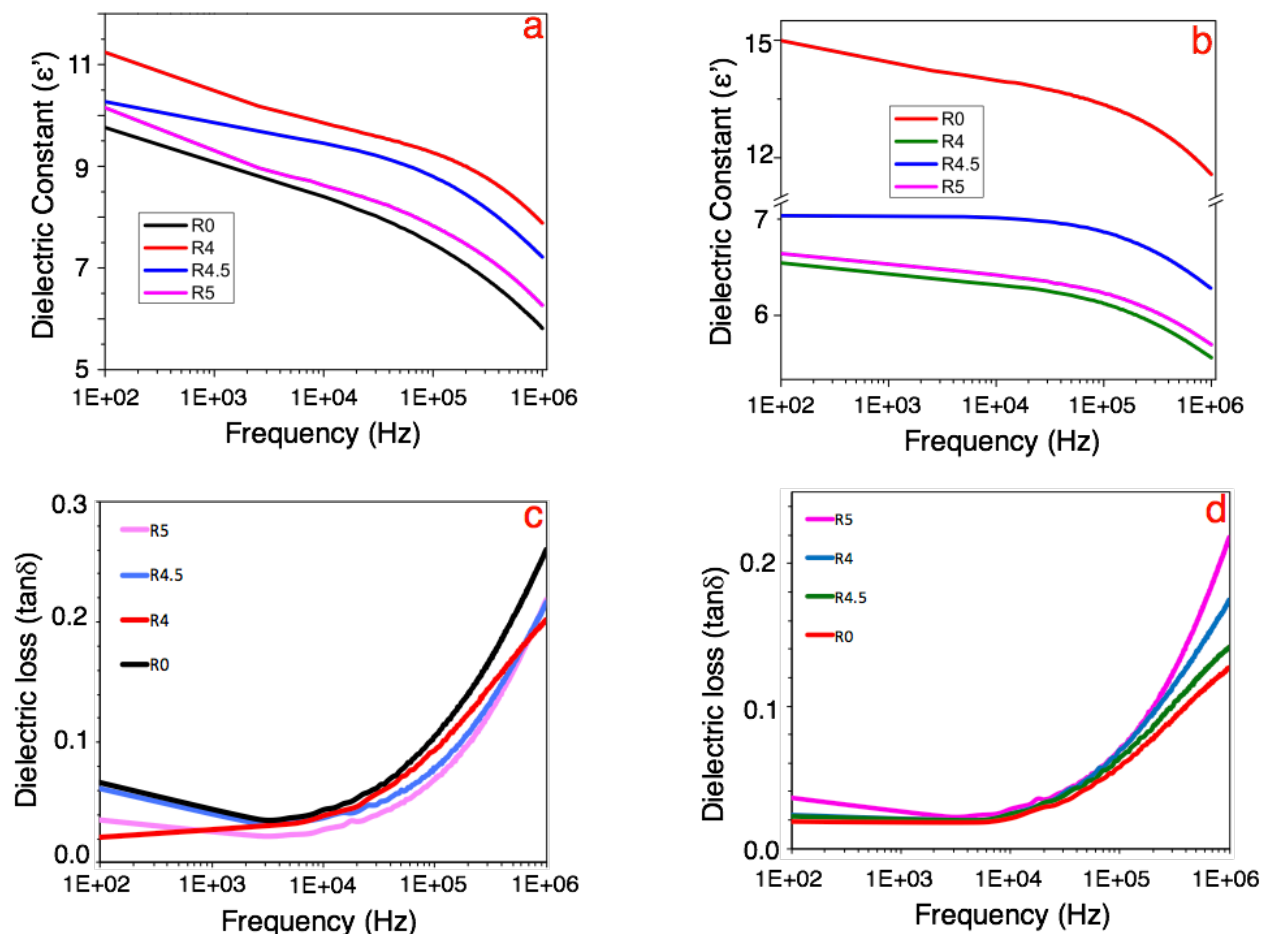 a
Dielectric Constant (ε')
11
9
7
5
R0
R4
R4.5
R5
1E+02 1E+03 1E+04 1E+05 1E+06
Frequency (Hz)
b
Dielectric Constant (ε')
15
12
7
6
R0
R4
R4.5
R5
1E+02 1E+03 1E+04 1E+05 1E+06
Frequency (Hz)
c
Dielectric loss (tanδ)
0.3
0.2
0.1
0.0
R5
R4.5
R4
R0
1E+02 1E+03 1E+04 1E+05 1E+06
Frequency (Hz)
d
Dielectric loss (tanδ)
0.2
0.1
0.0
R5
R4
R4.5
R0
1E+02 1E+03 1E+04 1E+05 1E+06
Frequency (Hz)